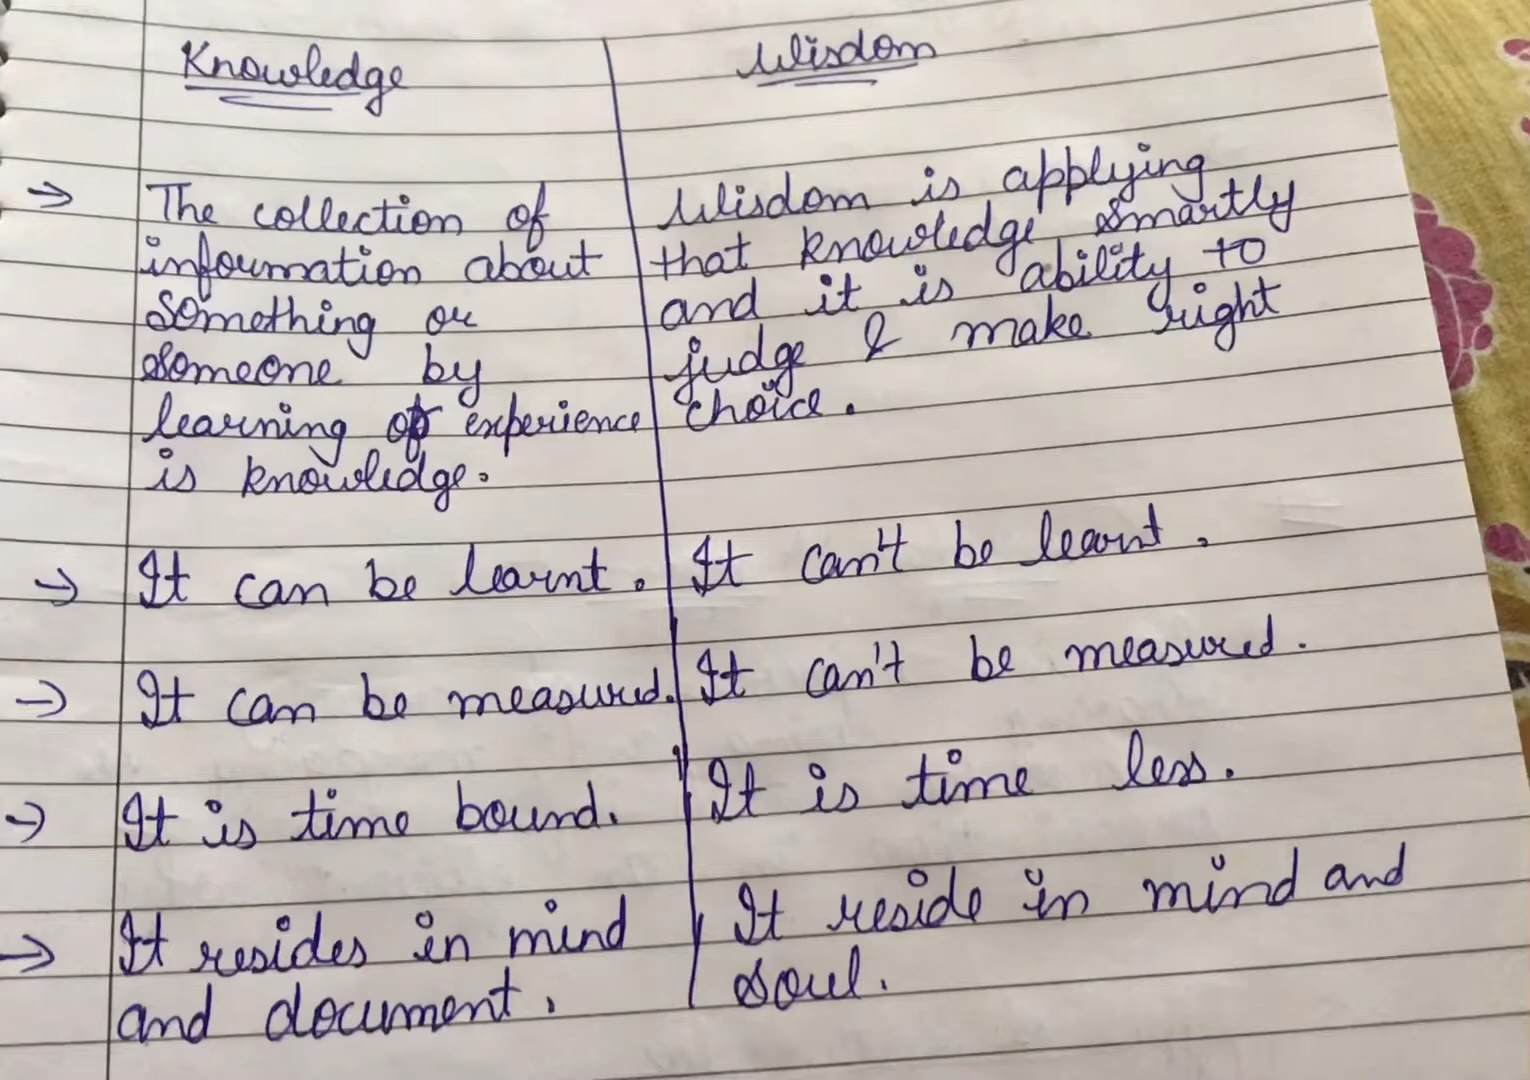 Knowledge
→ The collection of
information about
something or
someone by
learning or experience
is knowledge.
→ It can be learnt.
→ It can be measured.
→ It is time bound.
→ It resides in mind
and document.
Wisdom
Wisdom is applying
that knowledge smartly
and it is ability to
judge & make right
choice.
It can't be learnt.
It can't be measured.
It is time less.
It reside in mind and
soul.